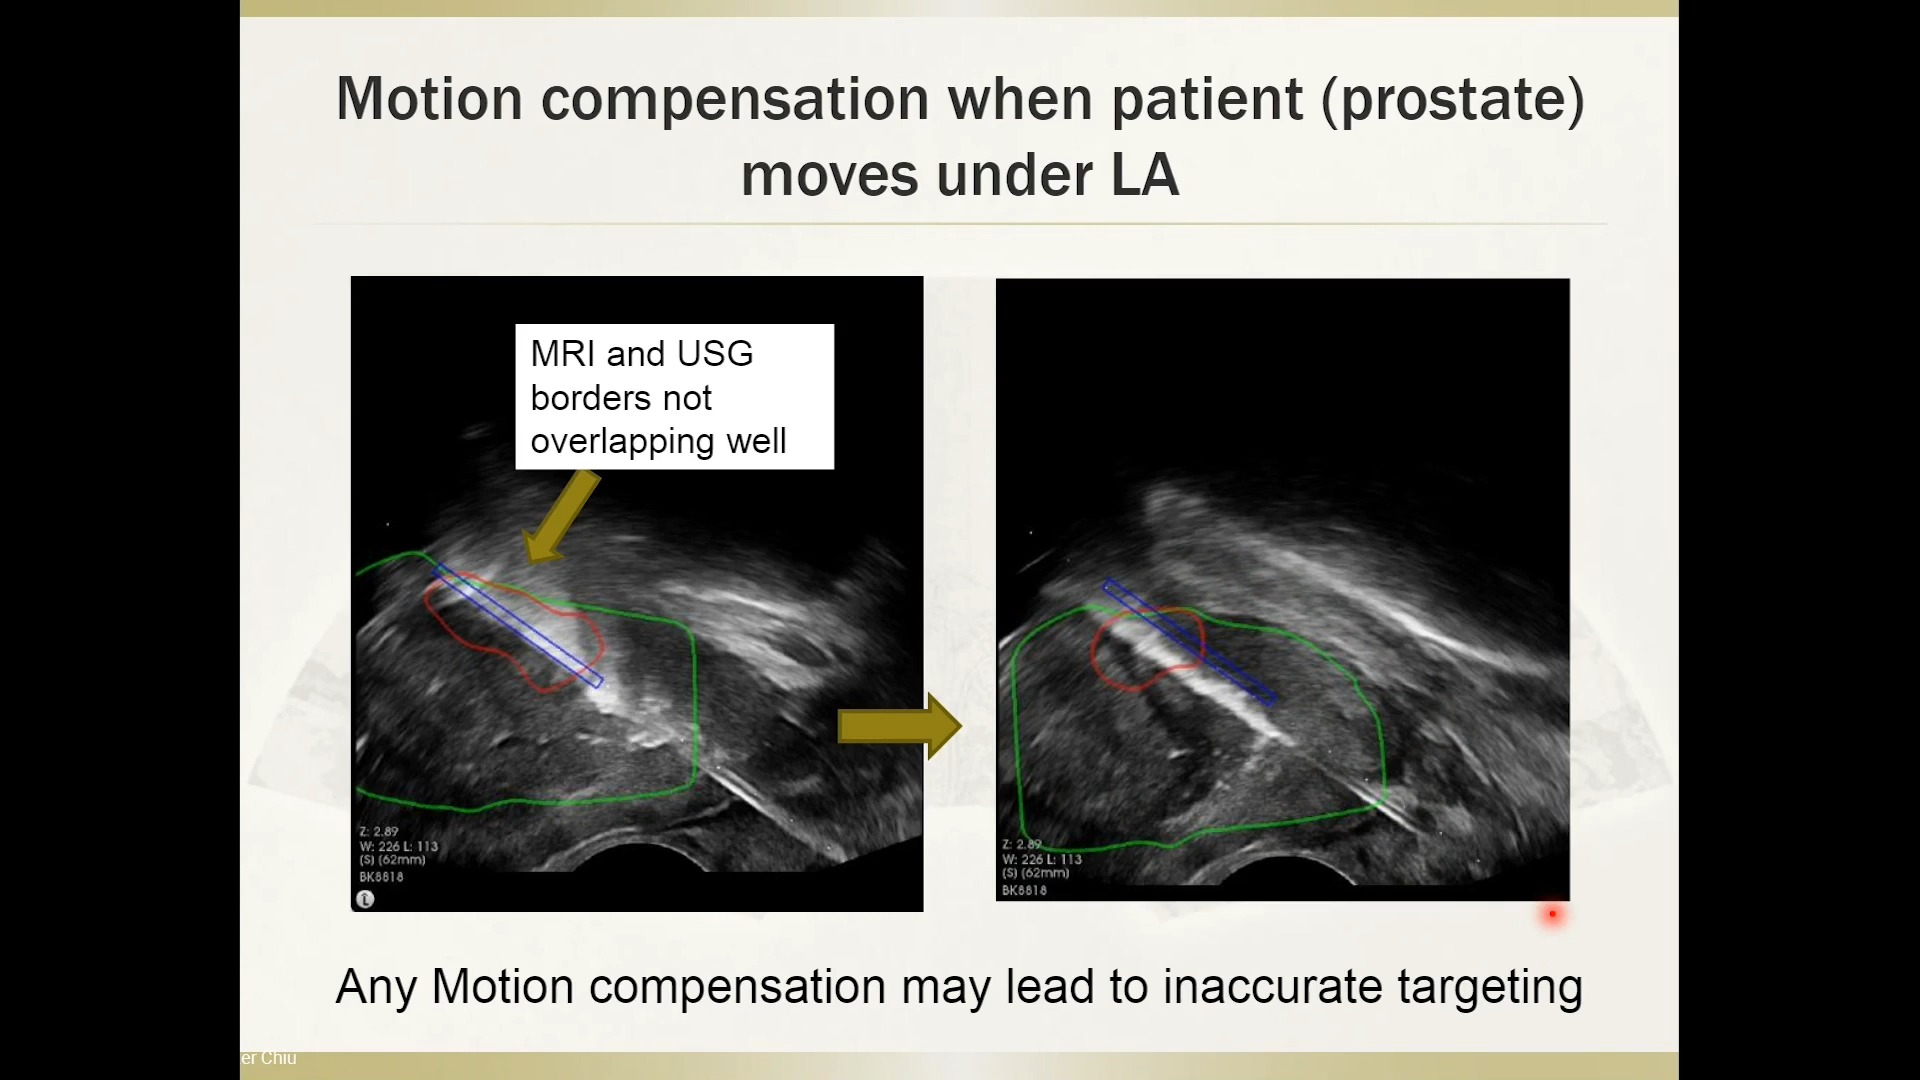 Motion compensation when patient (prostate)
moves under LA
MRI and USG
borders not
overlapping well
Z: 2.89
W: 226 L: 113
(S) (62mm)
BK8818
L
Z: 2.89
W: 226 L: 113
(S) (62mm)
BK8818
Any Motion compensation may lead to inaccurate targeting
er Chiu